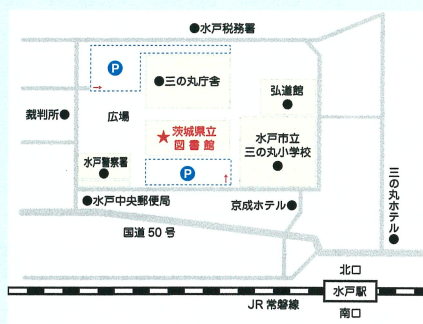 水戸税務署
P
三の丸庁舎
弘道館
裁判所
広場
茨城県立
図書館
水戸市立
三の丸小学校
水戸警察署
P
三の丸ホテル
水戸中央郵便局
京成ホテル
国道50号
北口
水戸駅
JR常磐線
南口